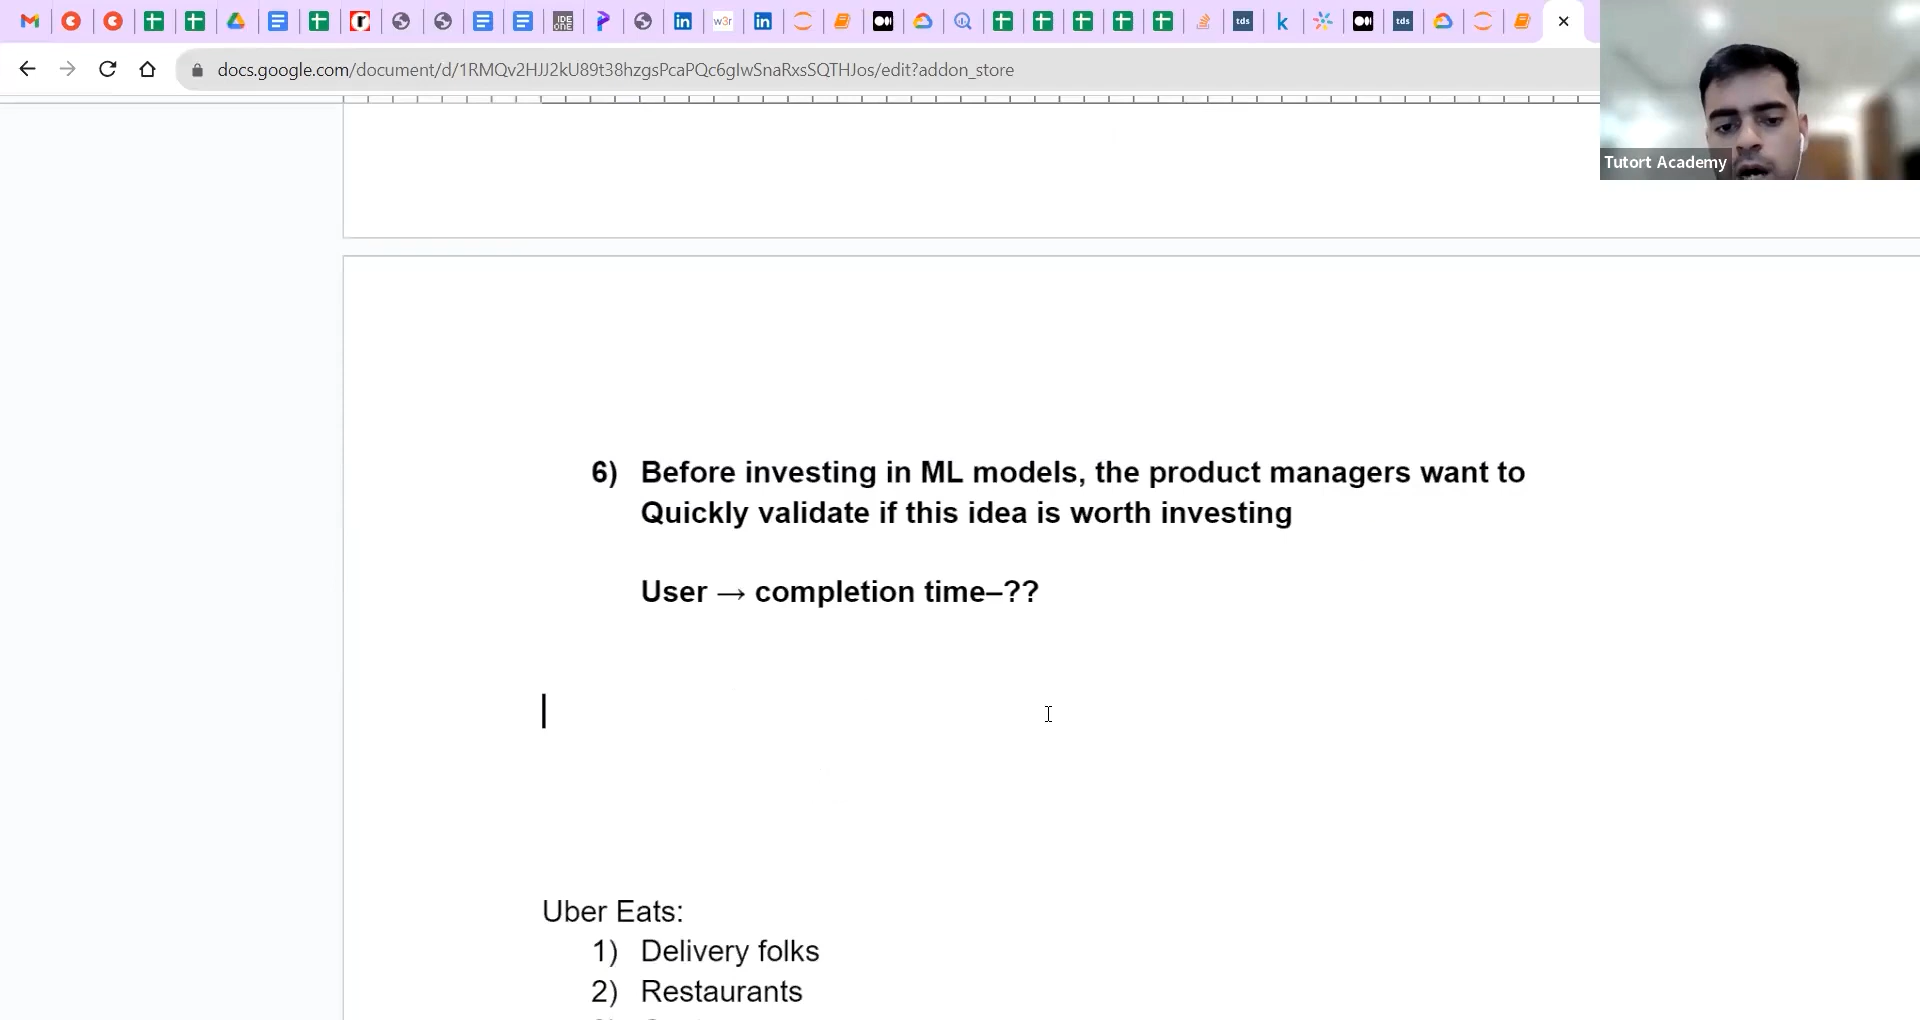 docs.google.com/document/d/1RMQv2HJJ2kU89t38hzgsPcaPQc6gIwSnaRxsSQTHJos/edit?addon_store
Tutort Academy
6) Before investing in ML models, the product managers want to
Quickly validate if this idea is worth investing
User → completion time–??
Uber Eats:
1) Delivery folks
2) Restaurants